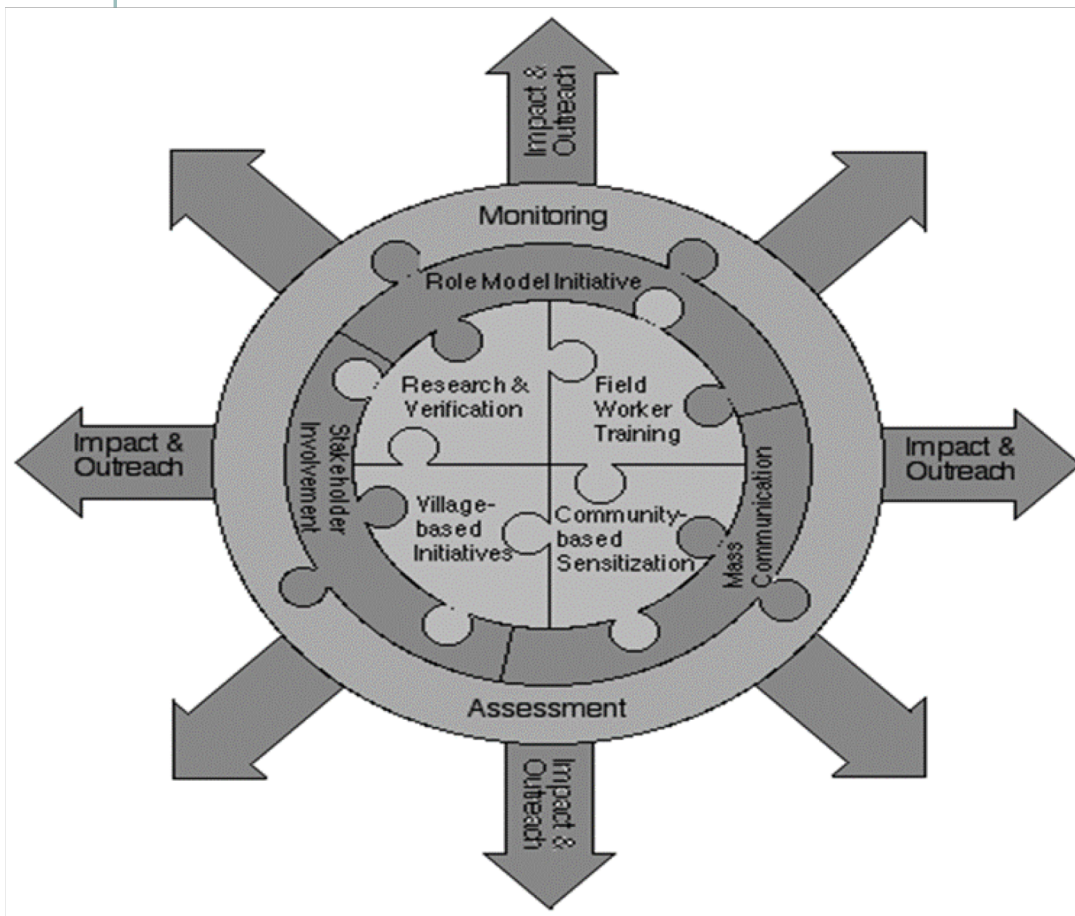 Impact &
Outreach
Monitoring
Role Model Initiative
Research &
Verification
Field
Worker
Training
Impact &
Outreach
Stakeholder
Involvement
Impact &
Outreach
Village-
based
Initiatives
Community-
based
Sensitization
Mass
Communication
Assessment
Impact &
Outreach